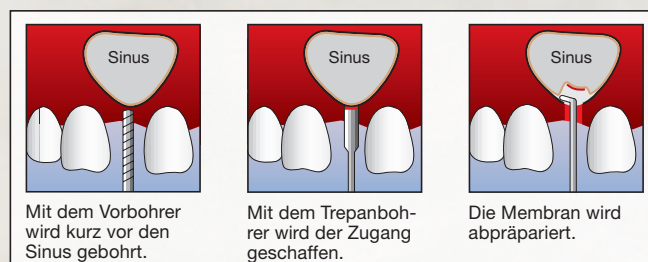 Sinus
Mit dem Vorbohrer
wird kurz vor den
Sinus gebohrt.
Sinus
Mit dem Trepanboh-
rer wird der Zugang
geschaffen.
Sinus
Die Membran wird
abpräpariert.